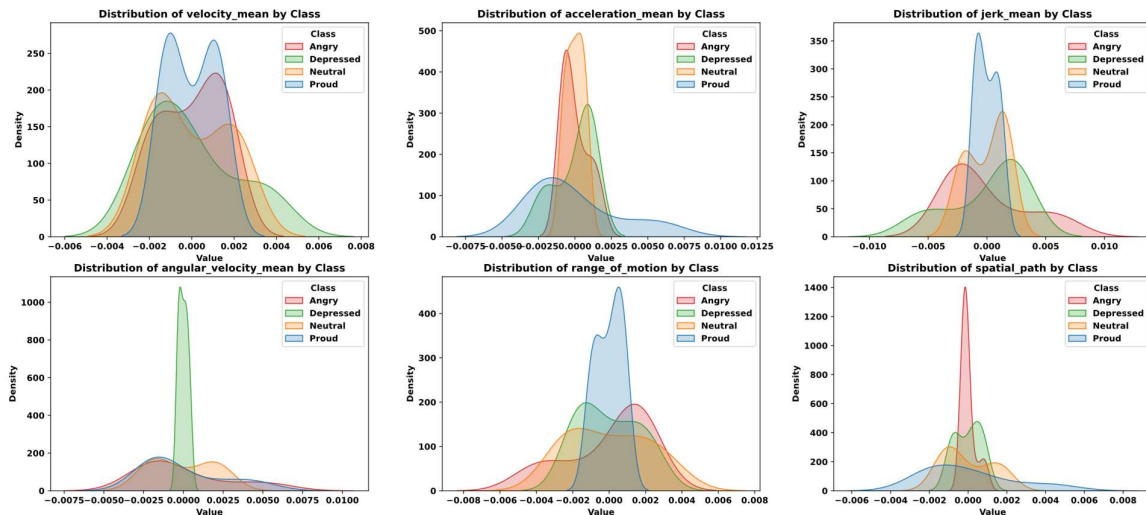 Distribution of velocity_mean by Class
Class
Angry
Depressed
Neutral
Proud
Density
250
200
150
100
50
0
−0.006 −0.004 −0.002 0.000 0.002 0.004 0.006 0.008
Value
Distribution of acceleration_mean by Class
Class
Angry
Depressed
Neutral
Proud
Density
500
400
300
200
100
0
−0.0075−0.0050−0.0025 0.0000 0.0025 0.0050 0.0075 0.0100 0.0125
Value
Distribution of jerk_mean by Class
Class
Angry
Depressed
Neutral
Proud
Density
350
300
250
200
150
100
50
0
−0.010 −0.005 0.000 0.005 0.010
Value
Distribution of angular_velocity_mean by Class
Class
Angry
Depressed
Neutral
Proud
Density
1000
800
600
400
200
0
−0.0075−0.0050−0.0025 0.0000 0.0025 0.0050 0.0075 0.0100
Value
Distribution of range_of_motion by Class
Class
Angry
Depressed
Neutral
Proud
Density
400
300
200
100
0
−0.008 −0.006 −0.004 −0.002 0.000 0.002 0.004 0.006 0.008
Value
Distribution of spatial_path by Class
Class
Angry
Depressed
Neutral
Proud
Density
1400
1200
1000
800
600
400
200
0
−0.006 −0.004 −0.002 0.000 0.002 0.004 0.006 0.008
Value